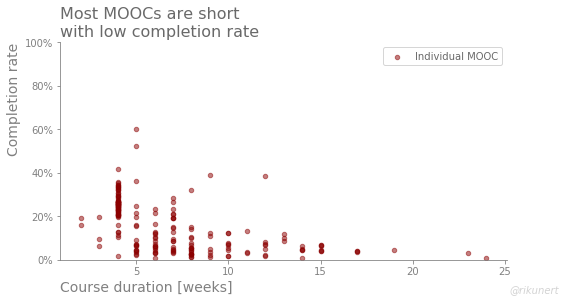 Most MOOCs are short
with low completion rate
Completion rate
100%
80%
60%
40%
20%
0%
Individual MOOC
5
10
15
20
25
Course duration [weeks]
@rikunert